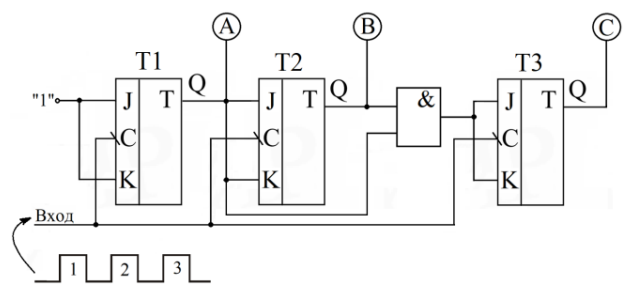 A B C
T1 T2 T3
Q Q Q
"1" J T J T & J T
C C C
K K K
Вход
1 2 3